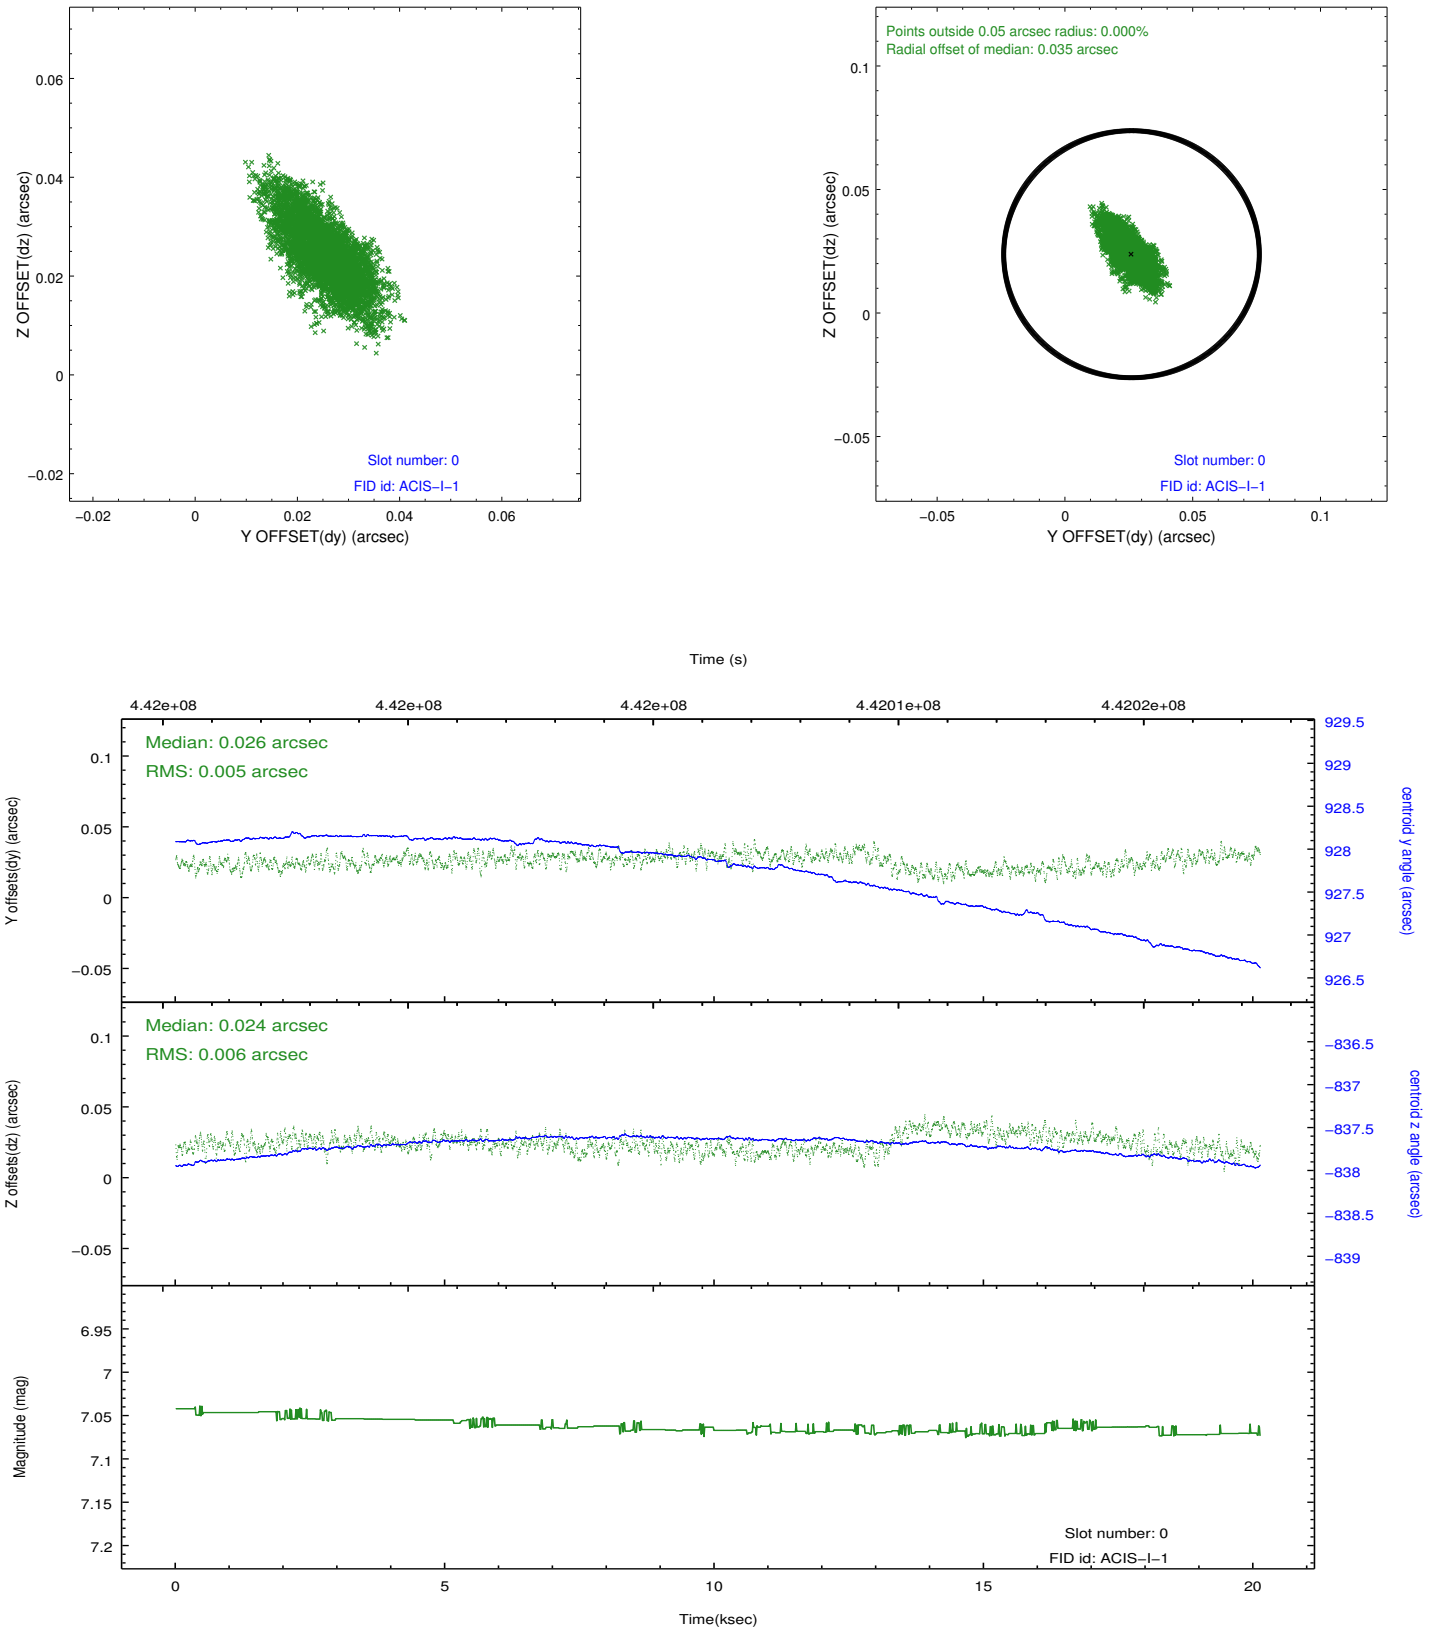 0.06
0.04
0.02
0
−0.02
Z OFFSET(dz) (arcsec)
Slot number: 0
FID id: ACIS−I−1
−0.02 0 0.02 0.04 0.06
Y OFFSET(dy) (arcsec)
Points outside 0.05 arcsec radius: 0.000%
Radial offset of median: 0.035 arcsec
0.1
0.05
0
−0.05
Z OFFSET(dz) (arcsec)
Slot number: 0
FID id: ACIS−I−1
−0.05 0 0.05 0.1
Y OFFSET(dy) (arcsec)
Time (s)
4.42e+08 4.42e+08 4.42e+08 4.4201e+08 4.4202e+08
Median: 0.026 arcsec
RMS: 0.005 arcsec
0.1
0.05
0
−0.05
Y offsets(dy) (arcsec)
929.5
929
928.5
928
927.5
927
926.5
centroid y angle (arcsec)
Median: 0.024 arcsec
RMS: 0.006 arcsec
0.1
0.05
0
−0.05
Z offsets(dz) (arcsec)
−836.5
−837
−837.5
−838
−838.5
−839
centroid z angle (arcsec)
6.95
7
7.05
7.1
7.15
7.2
Magnitude (mag)
Slot number: 0
FID id: ACIS−I−1
0 5 10 15 20
Time(ksec)